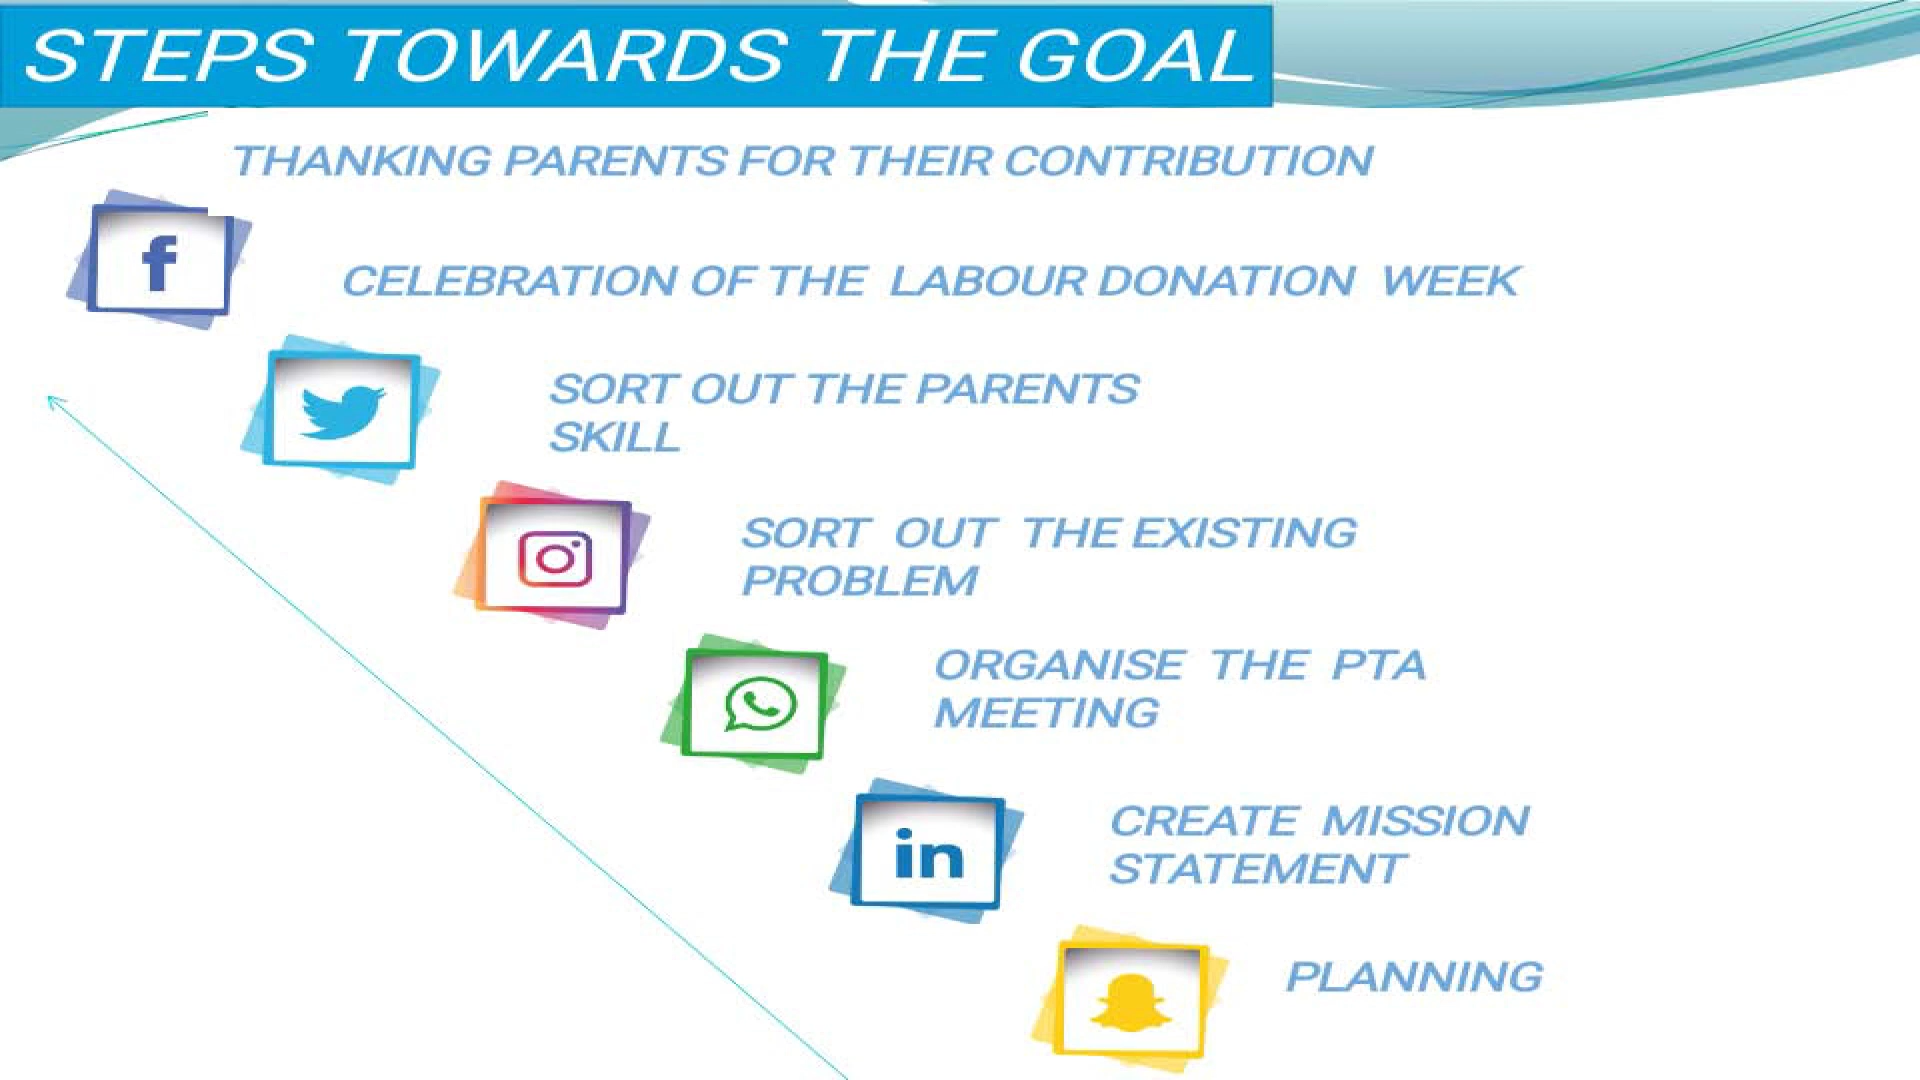 STEPS TOWARDS THE GOAL
THANKING PARENTS FOR THEIR CONTRIBUTION
f
CELEBRATION OF THE LABOUR DONATION WEEK
SORT OUT THE PARENTS
SKILL
SORT OUT THE EXISTING
PROBLEM
ORGANISE THE PTA
MEETING
CREATE MISSION
STATEMENT
in
PLANNING